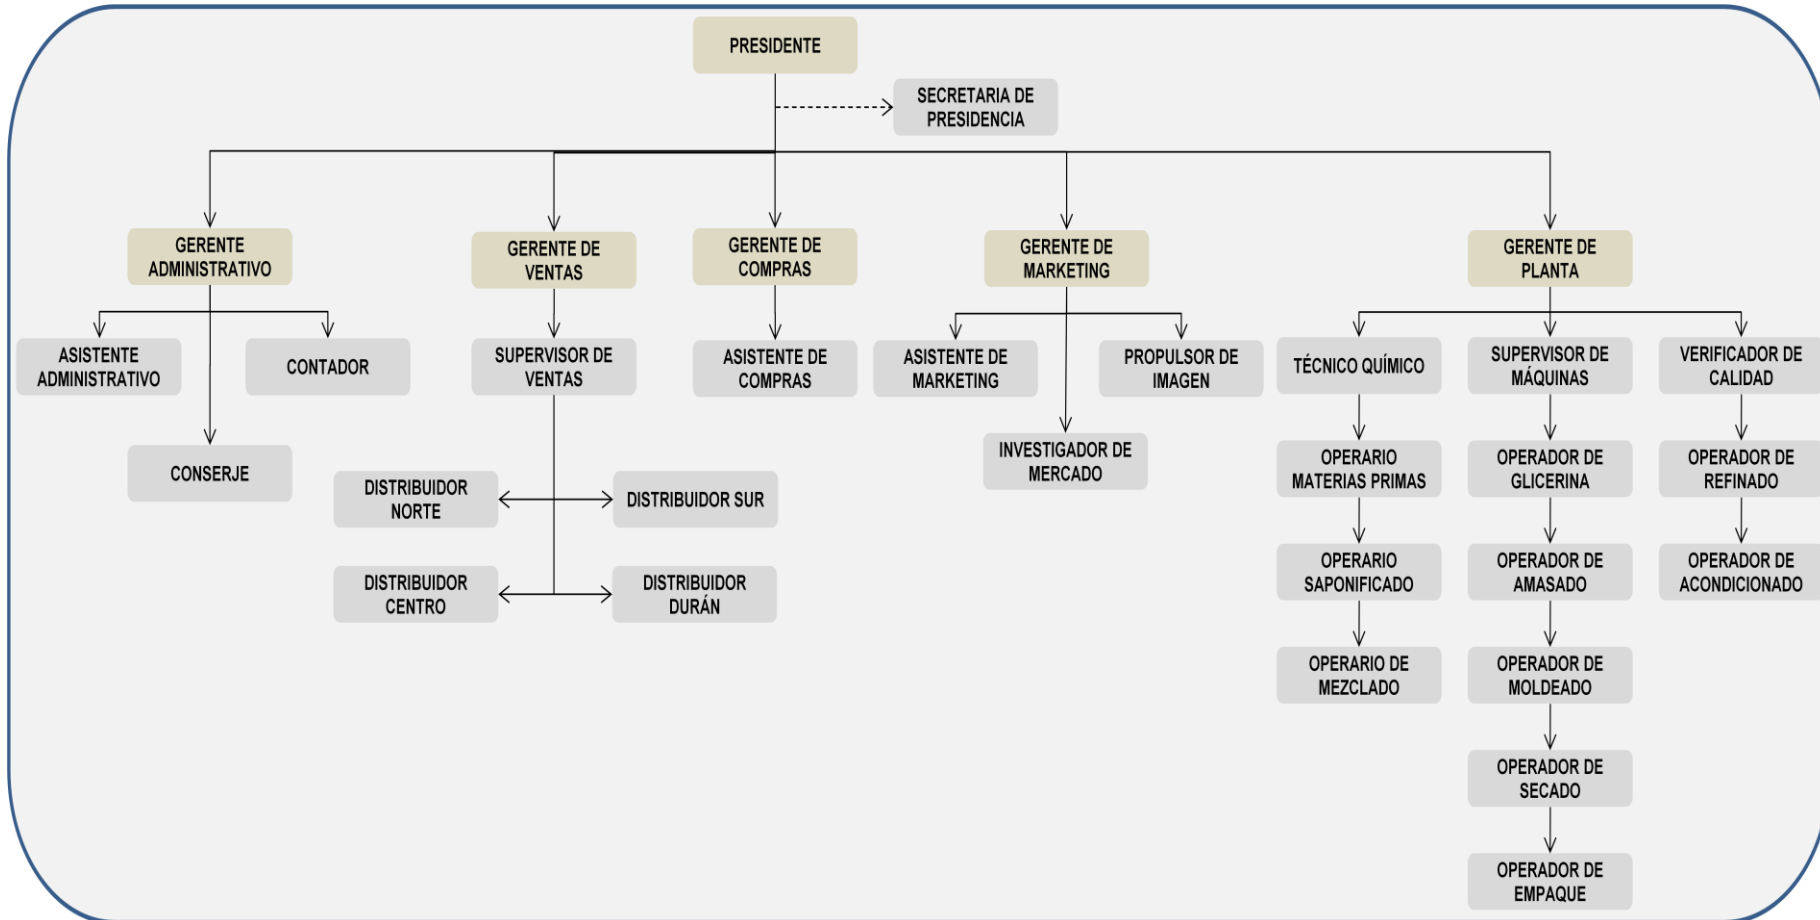 PRESIDENTE
SECRETARIA DE
PRESIDENCIA
GERENTE
ADMINISTRATIVO
GERENTE DE
VENTAS
GERENTE DE
COMPRAS
GERENTE DE
MARKETING
GERENTE DE
PLANTA
ASISTENTE
ADMINISTRATIVO
CONTADOR
SUPERVISOR DE
VENTAS
ASISTENTE DE
COMPRAS
ASISTENTE DE
MARKETING
PROPULSOR DE
IMAGEN
TÉCNICO QUÍMICO
SUPERVISOR DE
MÁQUINAS
VERIFICADOR DE
CALIDAD
CONSERJE
DISTRIBUIDOR
NORTE
DISTRIBUIDOR SUR
INVESTIGADOR DE
MERCADO
OPERARIO
MATERIAS PRIMAS
OPERADOR DE
GLICERINA
OPERADOR DE
REFINADO
DISTRIBUIDOR
CENTRO
DISTRIBUIDOR
DURÁN
OPERARIO
SAPONIFICADO
OPERADOR DE
AMASADO
OPERADOR DE
ACONDICIONADO
OPERARIO DE
MEZCLADO
OPERADOR DE
MOLDEADO
OPERADOR DE
SECADO
OPERADOR DE
EMPAQUE